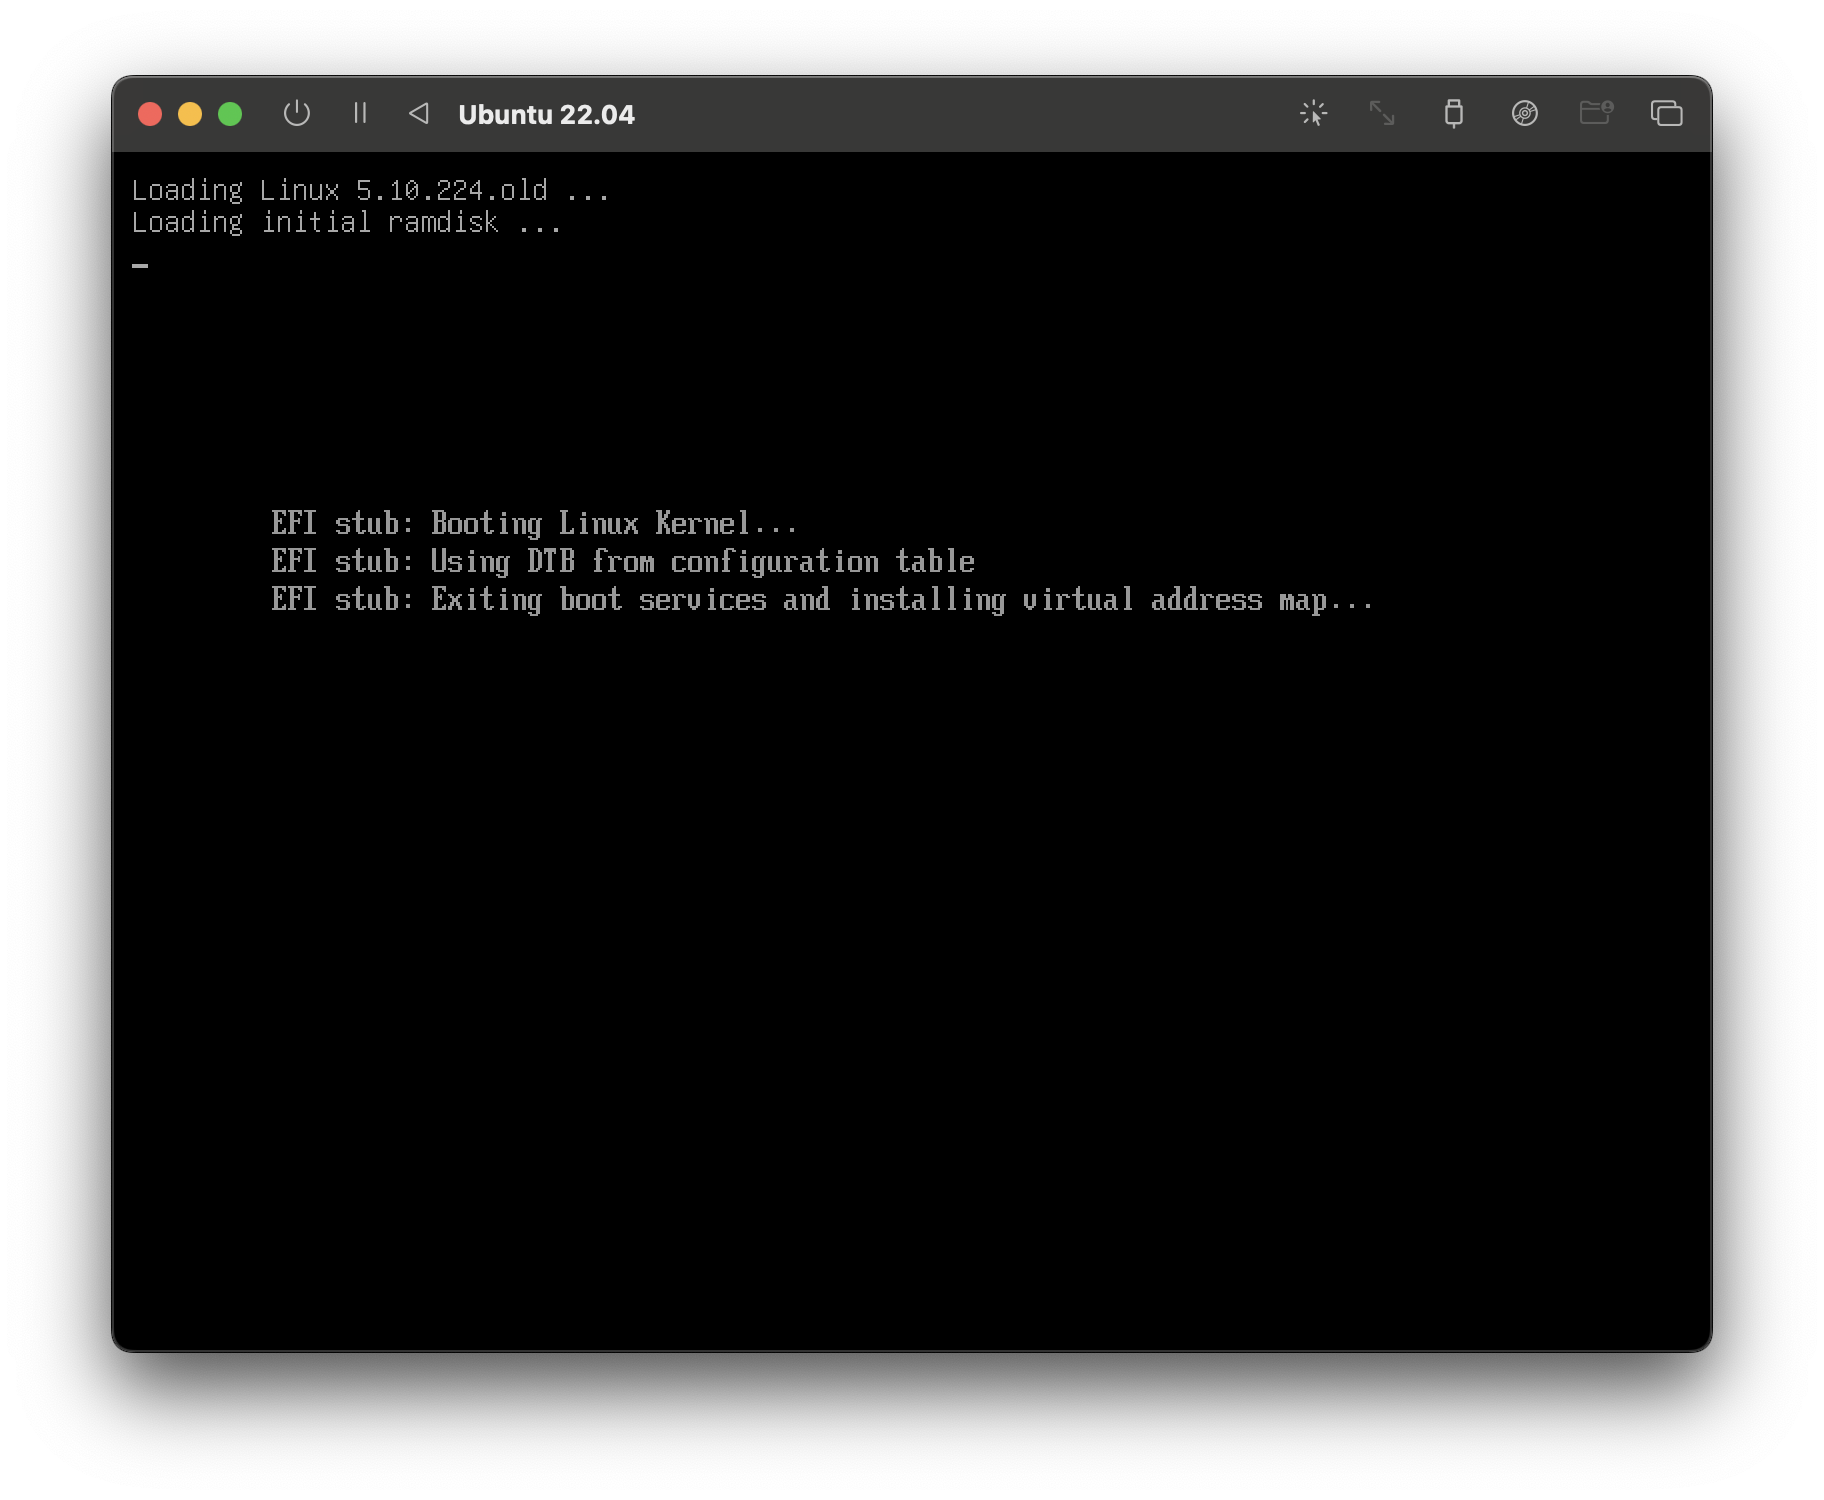 Ubuntu 22.04
Loading Linux 5.10.224.old ...
Loading initial ramdisk ...
EFI stub: Booting Linux Kernel...
EFI stub: Using DTB from configuration table
EFI stub: Exiting boot services and installing virtual address map...